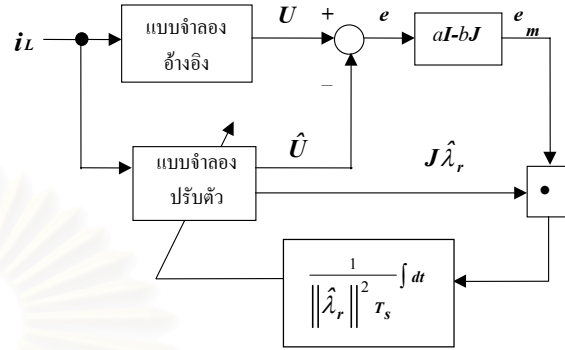 i_L
แบบจำลอง
อ้างอิง
U
+
−
e
aI-bJ
e_m
แบบจำลอง
ปรับตัว
Û
J λ̂_r
•
1 / ‖λ̂_r‖² T_s ∫ dt